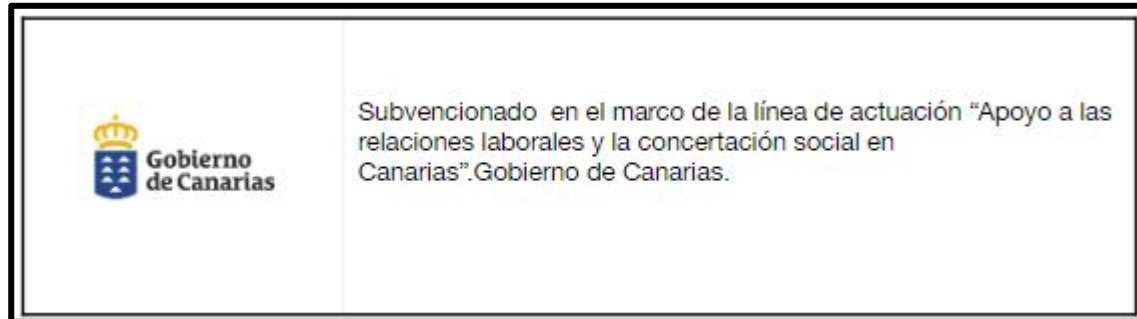 Gobierno
de Canarias
Subvencionado en el marco de la línea de actuación “Apoyo a las
relaciones laborales y la concertación social en
Canarias”.Gobierno de Canarias.